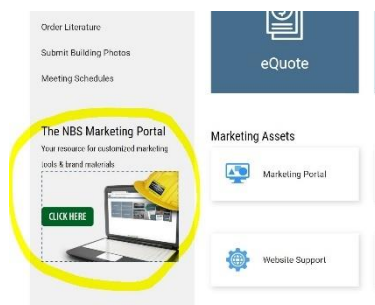 Order Literature
Submit Building Photos
Meeting Schedules
The NBS Marketing Portal
Your resource for customized marketing
tools & brand materials
CLICK HERE
eQuote
Marketing Assets
Marketing Portal
Website Support